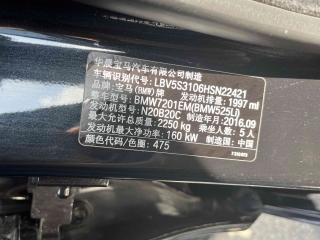 华晨宝马汽车有限公司制造
车辆识别代号: LBV5S3106HSN22421
品牌: 宝马(BMW)牌 发动机排量: 1997 ml
整车型号: BMW7201EM(BMW525Li)
发动机型号: N20B20C 制造年月: 2016.09
最大允许总质量: 2250 kg 乘坐人数: 5 人
发动机最大净功率: 160 kW 制造国: 中国
颜色代码/色圈: 475